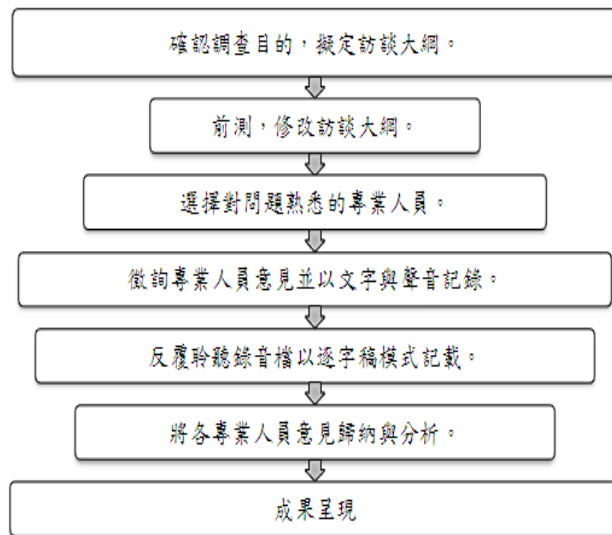 確認調查目的，擬定訪談大綱。
前測，修改訪談大綱。
選擇對問題熟悉的專業人員。
徵詢專業人員意見並以文字與聲音記錄。
反覆聆聽錄音檔以逐字稿模式記載。
將各專業人員意見歸納與分析。
成果呈現